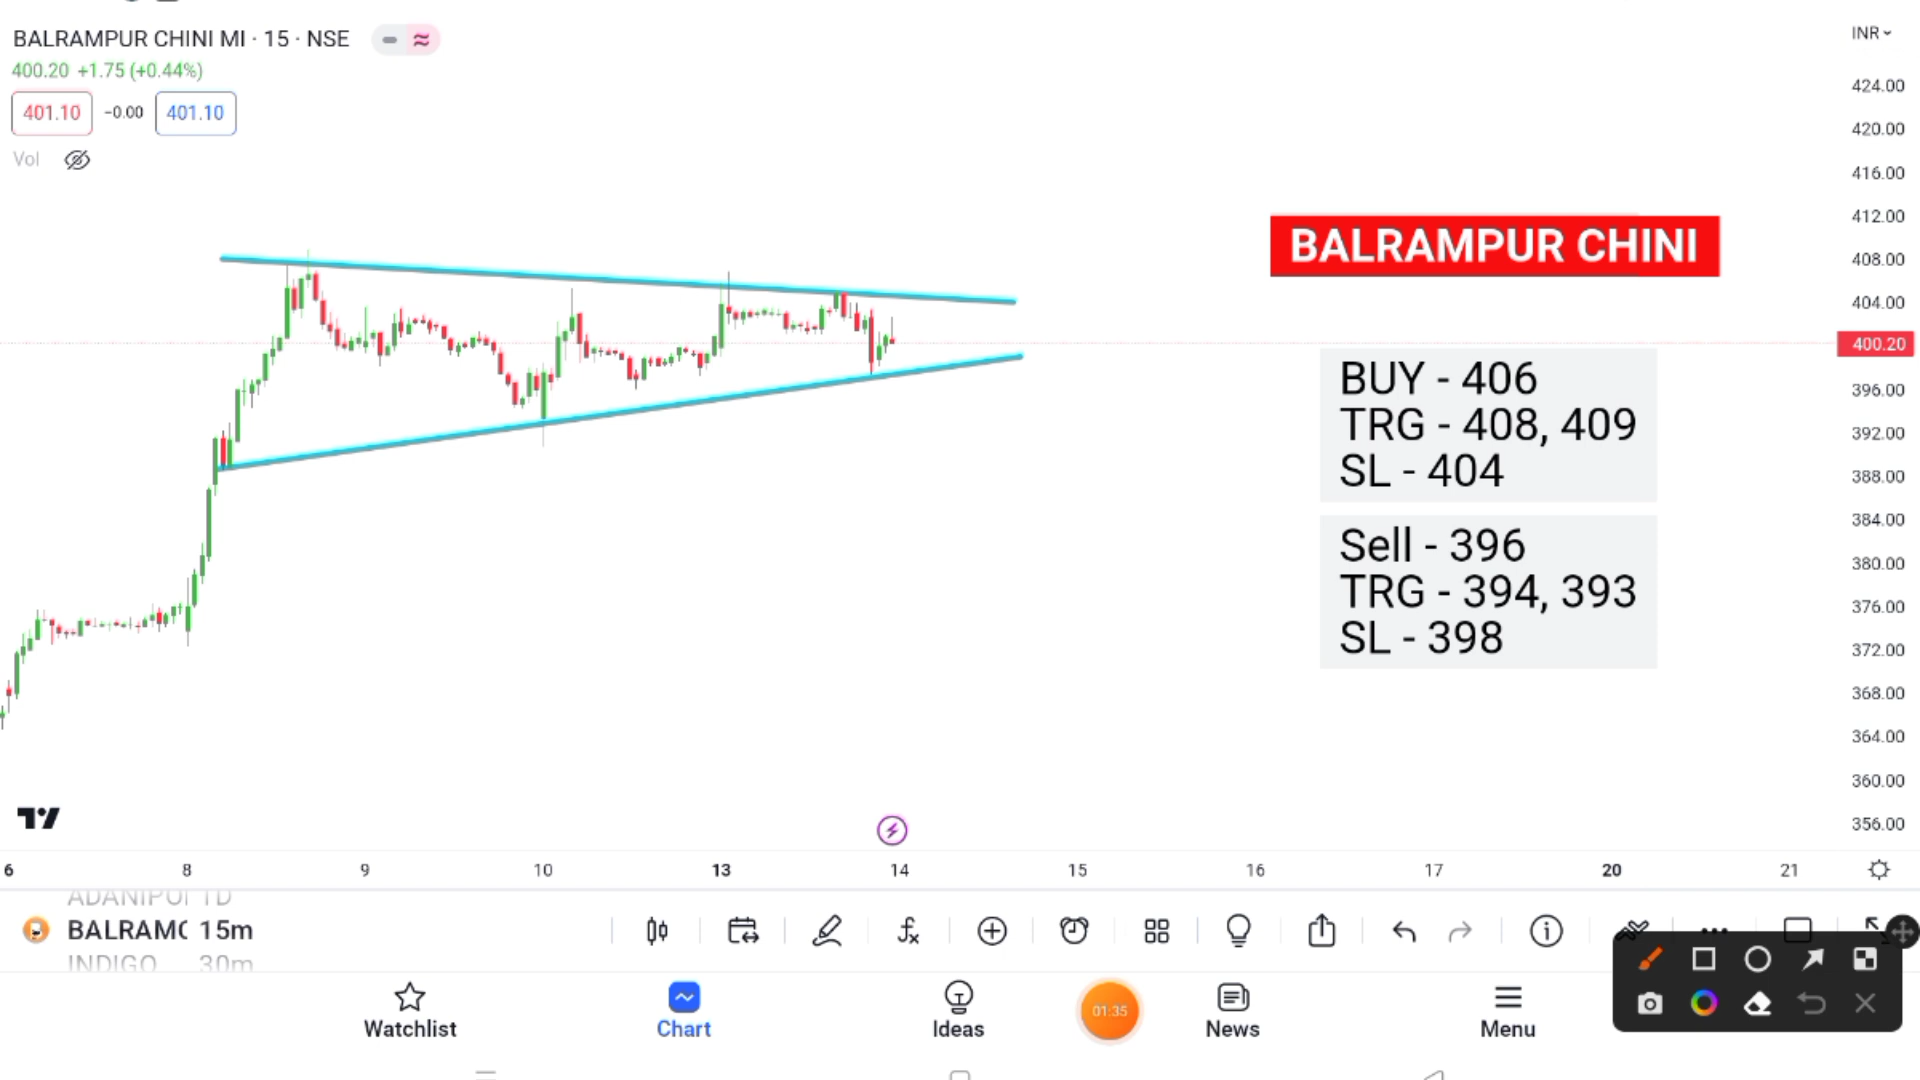 BALRAMPUR CHINI MI · 15 · NSE
INR
400.20 +1.75 (+0.44%)
401.10 −0.00 401.10
Vol
424.00
420.00
416.00
412.00
408.00
404.00
400.20
396.00
392.00
388.00
384.00
380.00
376.00
372.00
368.00
364.00
360.00
356.00
BALRAMPUR CHINI
BUY - 406
TRG - 408, 409
SL - 404
Sell - 396
TRG - 394, 393
SL - 398
6 8 9 10 13 14 15 16 17 20 21
ADANIPO 1D
BALRAMC 15m
INDIGO 30m
Watchlist
Chart
Ideas
01:35
News
Menu